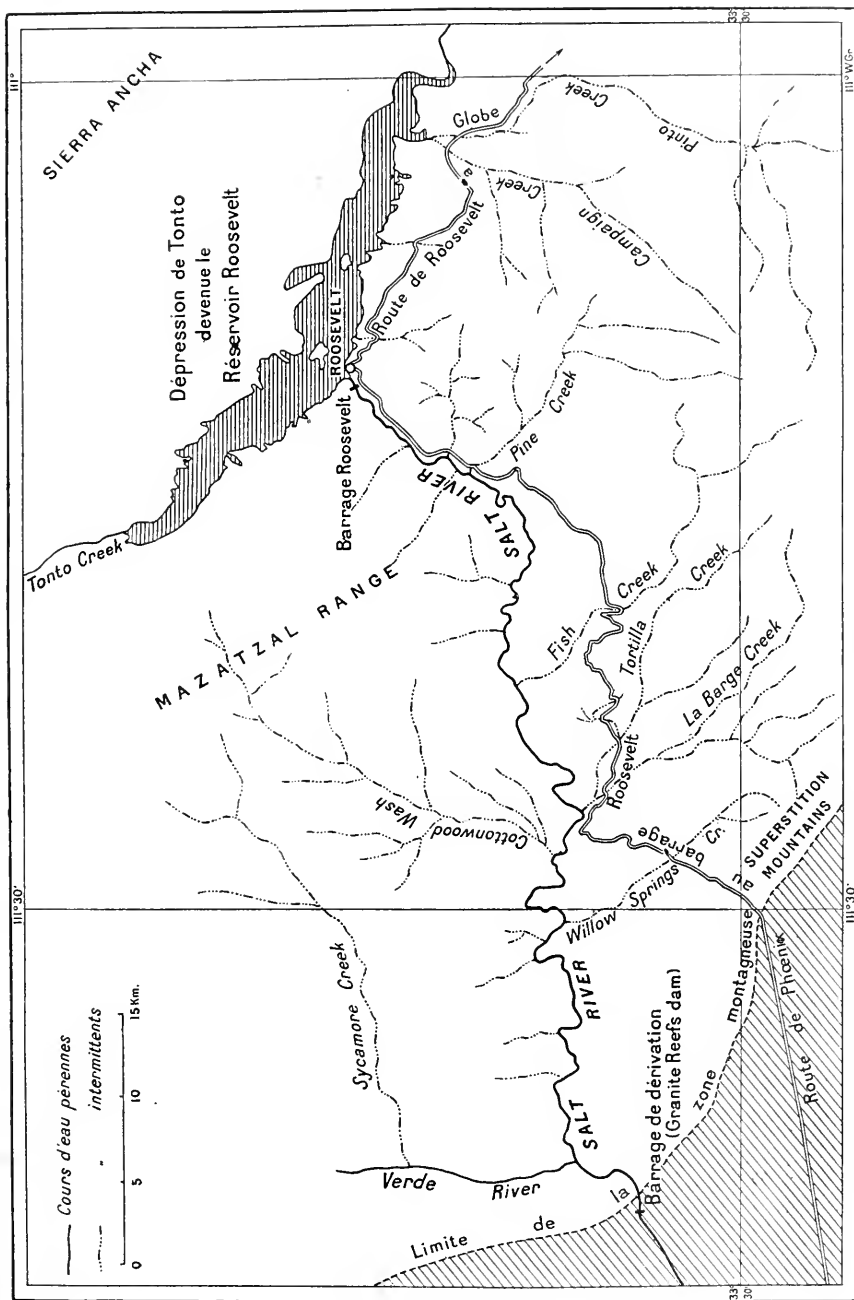 Cours d'eau pérennes
„ intermittents
0 5 10 15 Km.
111°30'
111°
33°
30'
SIERRA ANCHA
Dépression de Tonto
devenue le
Réservoir Roosevelt
Tonto Creek
ROOSEVELT
Barrage Roosevelt
Route de Roosevelt
Globe
Pinto Creek
Campaign Creek
Pine Creek
MAZATZAL RANGE
SALT RIVER
Fish Creek
Tortilla Creek
La Barge Creek
Cottonwood Wash
Sycamore Creek
Verde River
SALT RIVER
Willow Springs Cr.
au barrage Roosevelt
SUPERSTITION
MOUNTAINS
Limite de la zone montagneuse
Barrage de dérivation
(Granite Reefs dam)
Route de Phœnix
33°
30'
111°30'
111° W Gr.